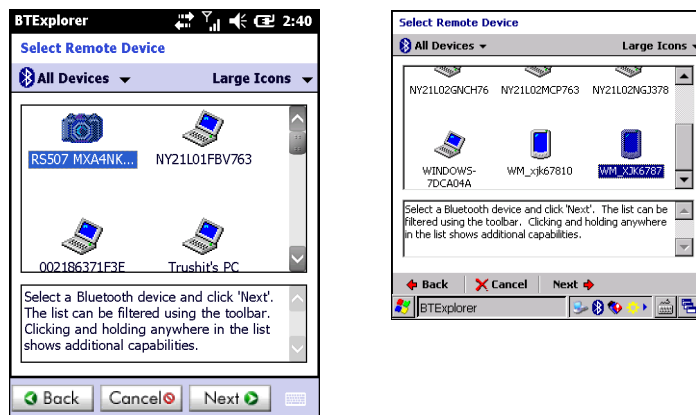 BTExplorer 2:40
Select Remote Device
All Devices Large Icons
RS507 MXA4NK... NY21L01FBV763
002186371F3E Trushit's PC
Select a Bluetooth device and click 'Next'.
The list can be filtered using the toolbar.
Clicking and holding anywhere in the list
shows additional capabilities.
Back Cancel Next
Select Remote Device
All Devices Large Icons
NY21L02GNCH76 NY21L02MCP763 NY21L02NGJ378
WINDOWS-
7DCA04A
WM_xjk67810 WM_XJK6787
Select a Bluetooth device and click 'Next'. The list can be
filtered using the toolbar. Clicking and holding anywhere
in the list shows additional capabilities.
Back Cancel Next
BTExplorer